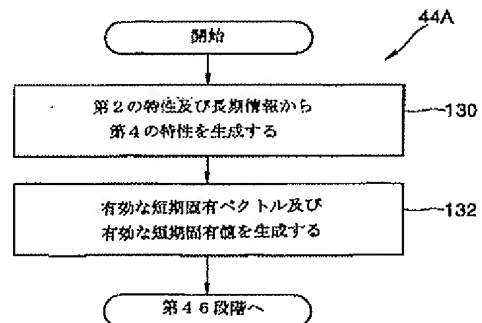 44A
開始
第2の特性及び長期情報から
第4の特性を生成する
130
有効な短期固有ベクトル及び
有効な短期固有値を生成する
132
第46段階へ